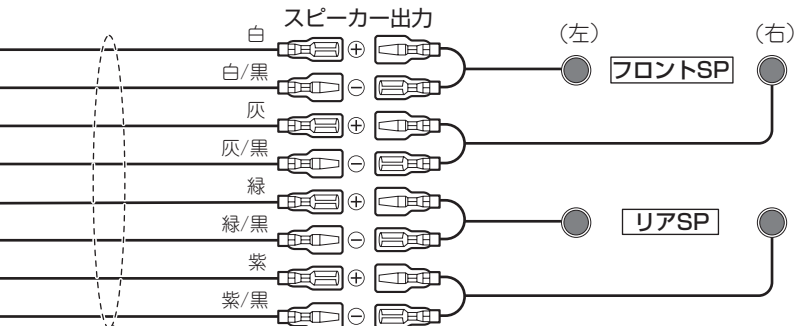 スピーカー出力
白
⊕
(左)
(右)
フロントSP
白/黒
⊖
灰
⊕
灰/黒
⊖
緑
⊕
緑/黒
⊖
リアSP
紫
⊕
紫/黒
⊖